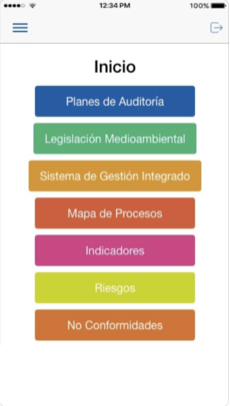 12:34 PM
100%
Inicio
Planes de Auditoría
Legislación Medioambiental
Sistema de Gestión Integrado
Mapa de Procesos
Indicadores
Riesgos
No Conformidades